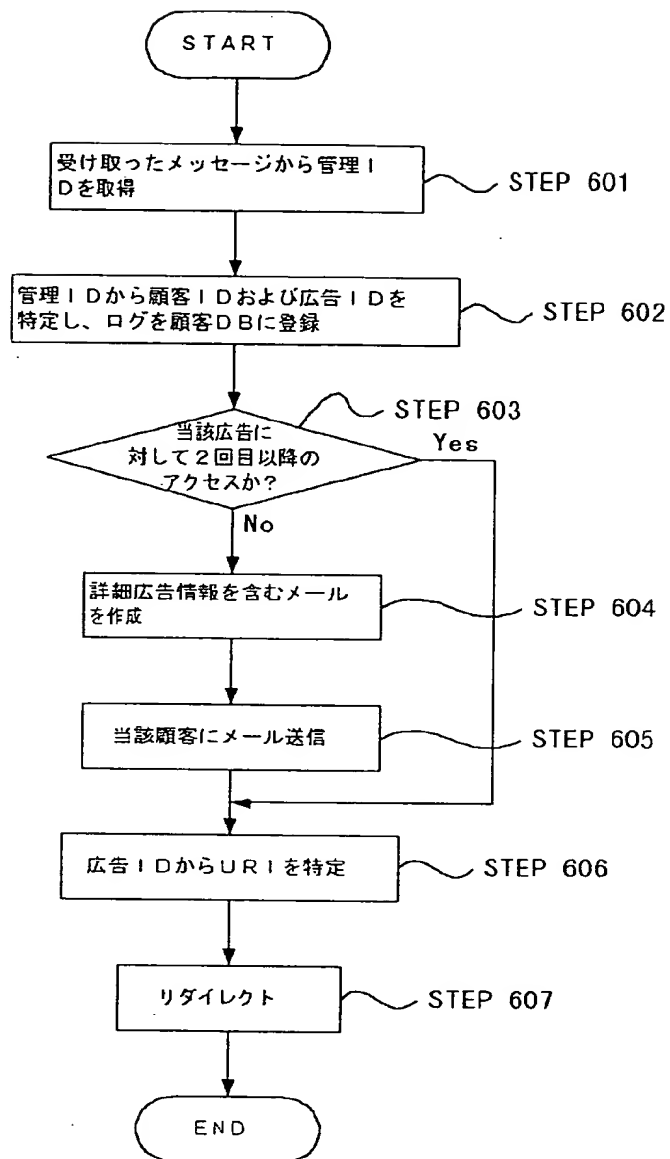 START
受け取ったメッセージから管理I
Dを取得
STEP 601
管理IDから顧客IDおよび広告IDを
特定し、ログを顧客DBに登録
STEP 602
STEP 603
当該広告に
対して2回目以降の
アクセスか?
Yes
No
詳細広告情報を含むメール
を作成
STEP 604
当該顧客にメール送信
STEP 605
広告IDからURIを特定
STEP 606
リダイレクト
STEP 607
END